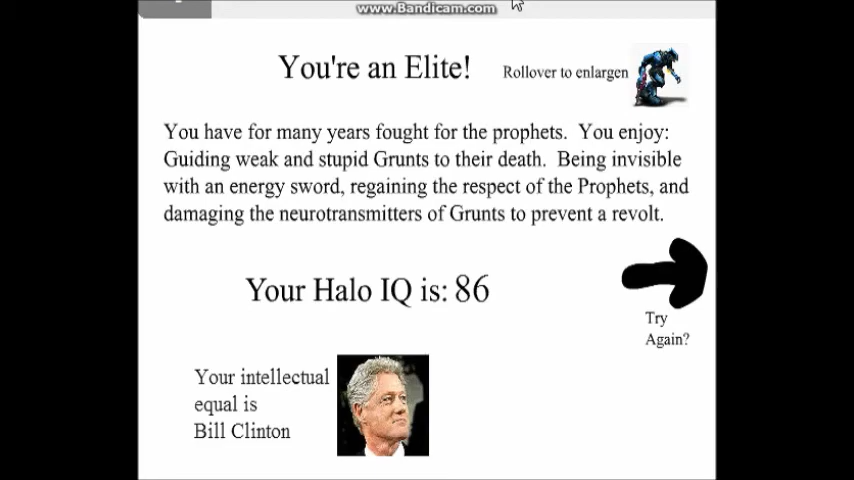 www.Bandicam.com
You're an Elite!
Rollover to enlargen
You have for many years fought for the prophets. You enjoy:
Guiding weak and stupid Grunts to their death. Being invisible
with an energy sword, regaining the respect of the Prophets, and
damaging the neurotransmitters of Grunts to prevent a revolt.
Your Halo IQ is: 86
Try
Again?
Your intellectual
equal is
Bill Clinton